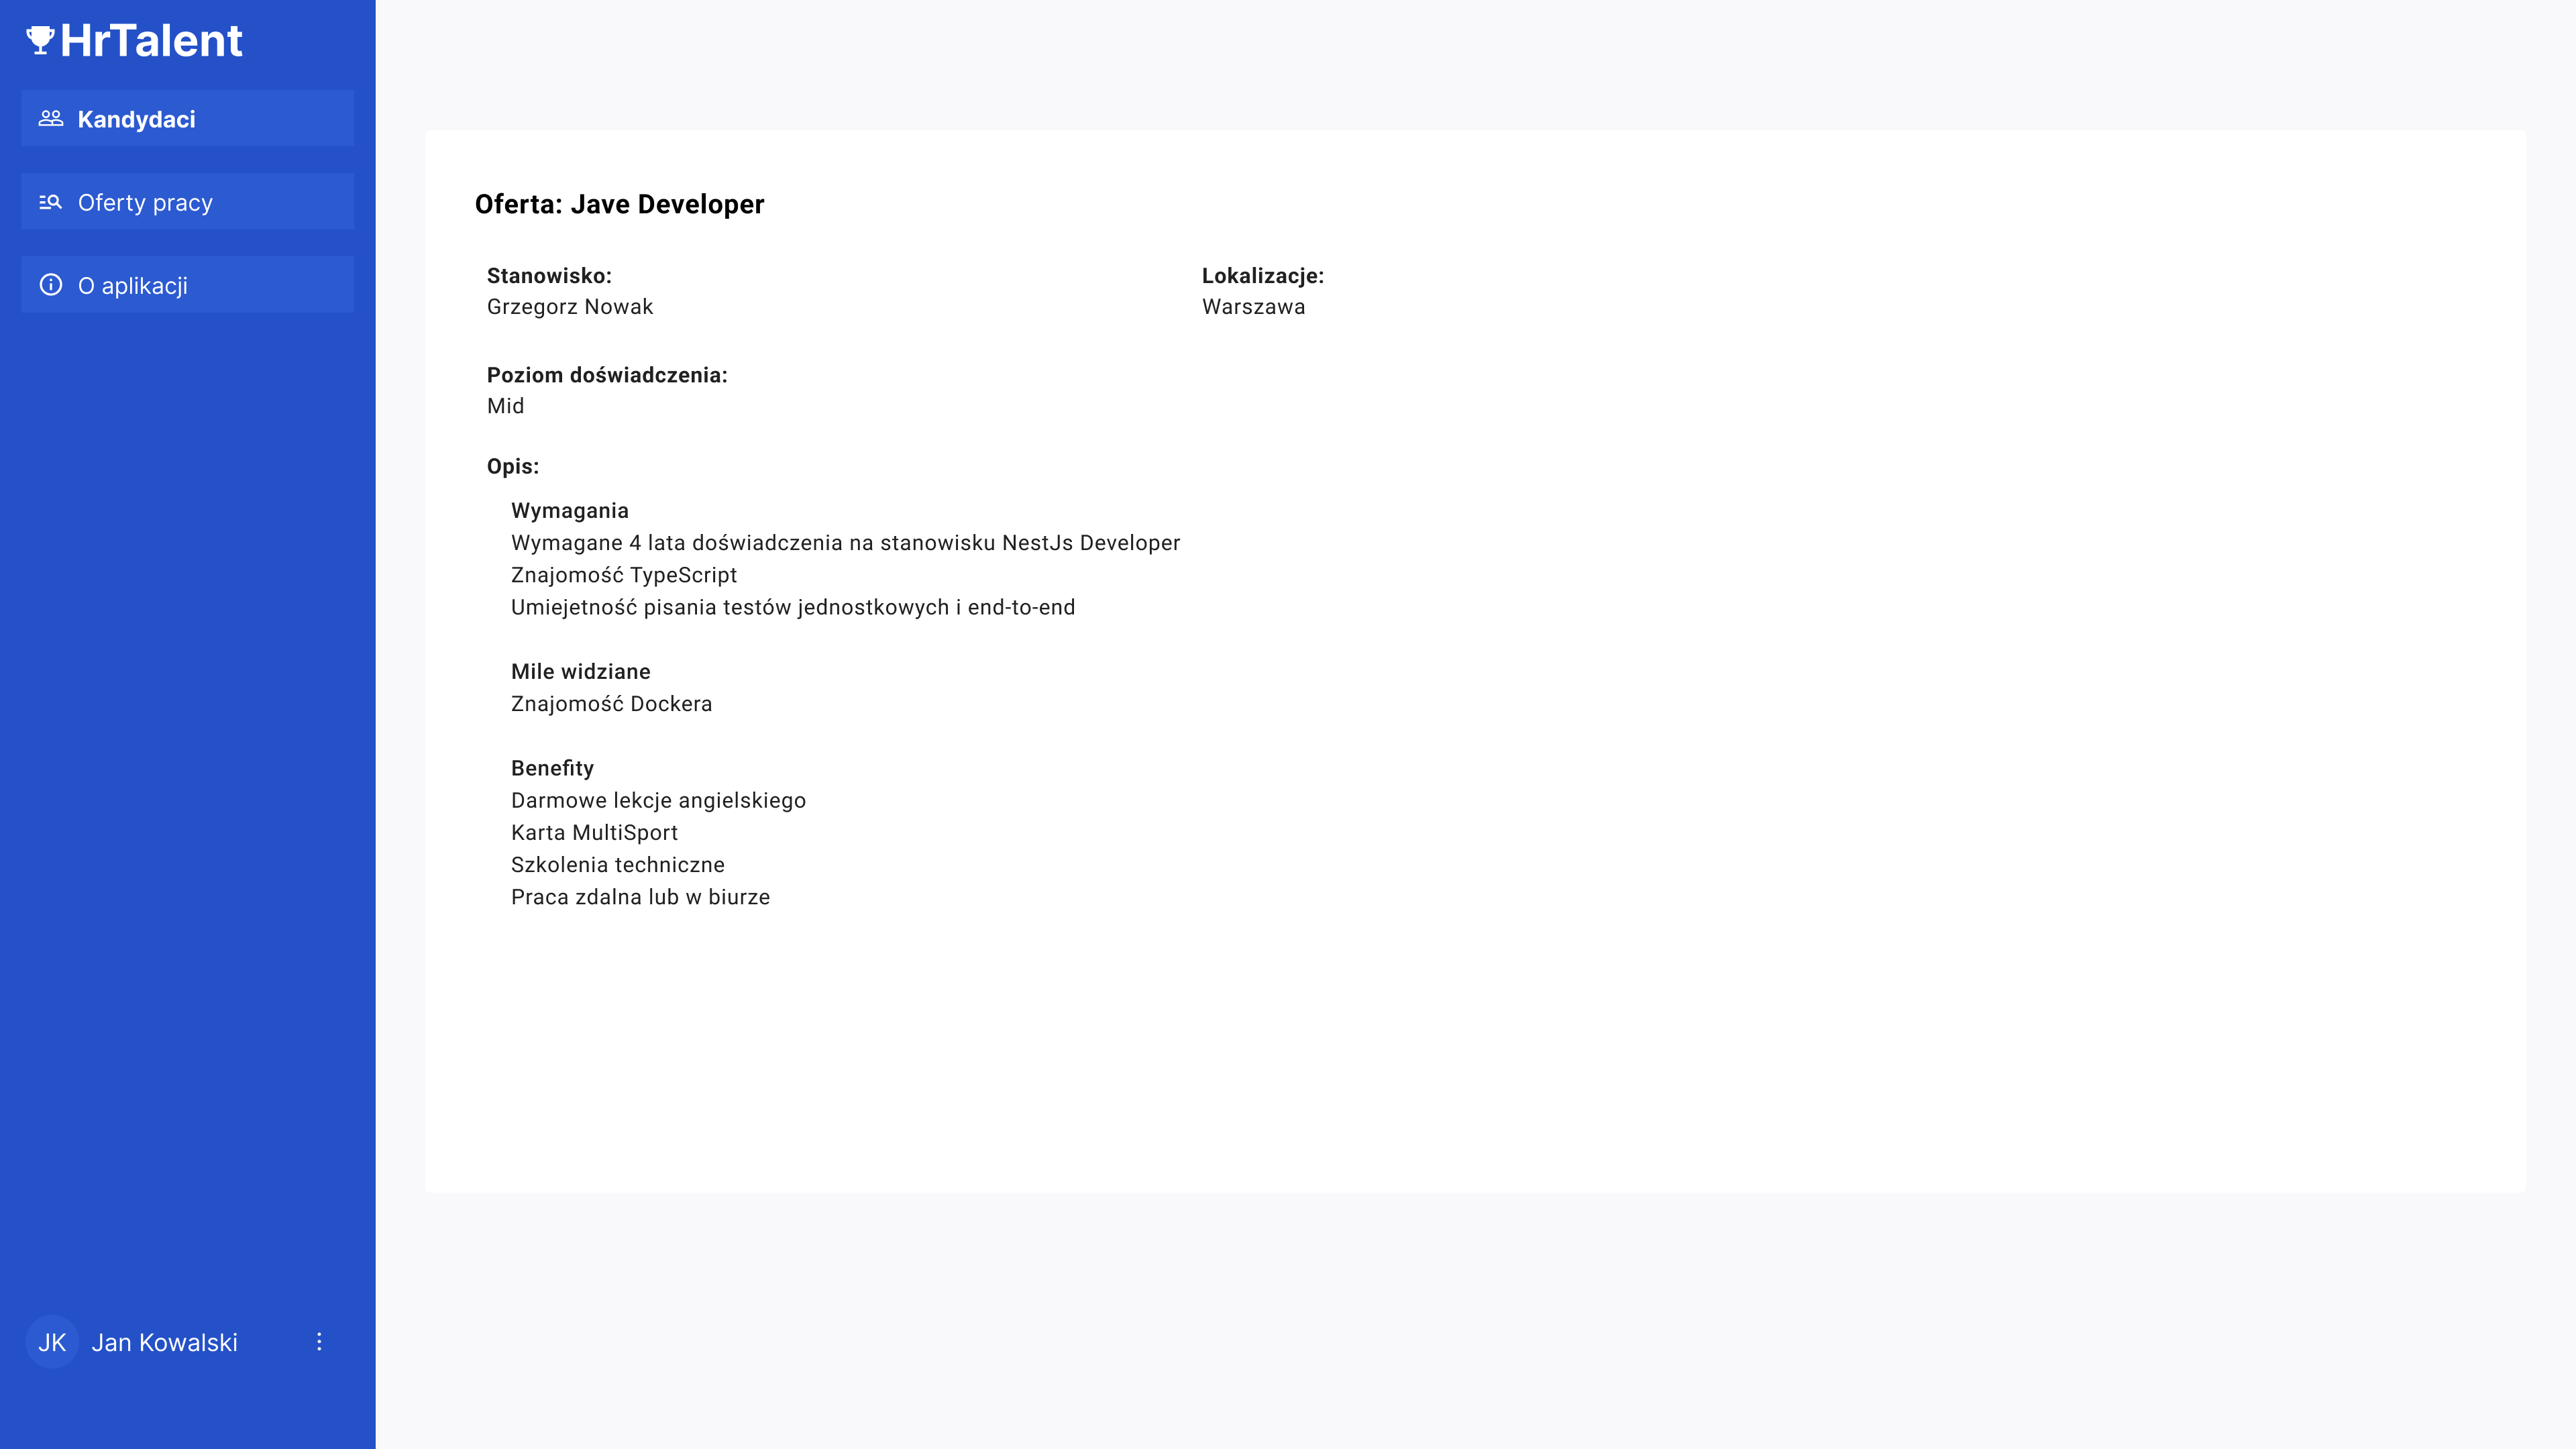 HrTalent
Kandydaci
Oferty pracy
O aplikacji
JK Jan Kowalski
Oferta: Jave Developer
Stanowisko:
Grzegorz Nowak
Lokalizacje:
Warszawa
Poziom doświadczenia:
Mid
Opis:
Wymagania
Wymagane 4 lata doświadczenia na stanowisku NestJs Developer
Znajomość TypeScript
Umiejetność pisania testów jednostkowych i end-to-end
Mile widziane
Znajomość Dockera
Benefity
Darmowe lekcje angielskiego
Karta MultiSport
Szkolenia techniczne
Praca zdalna lub w biurze